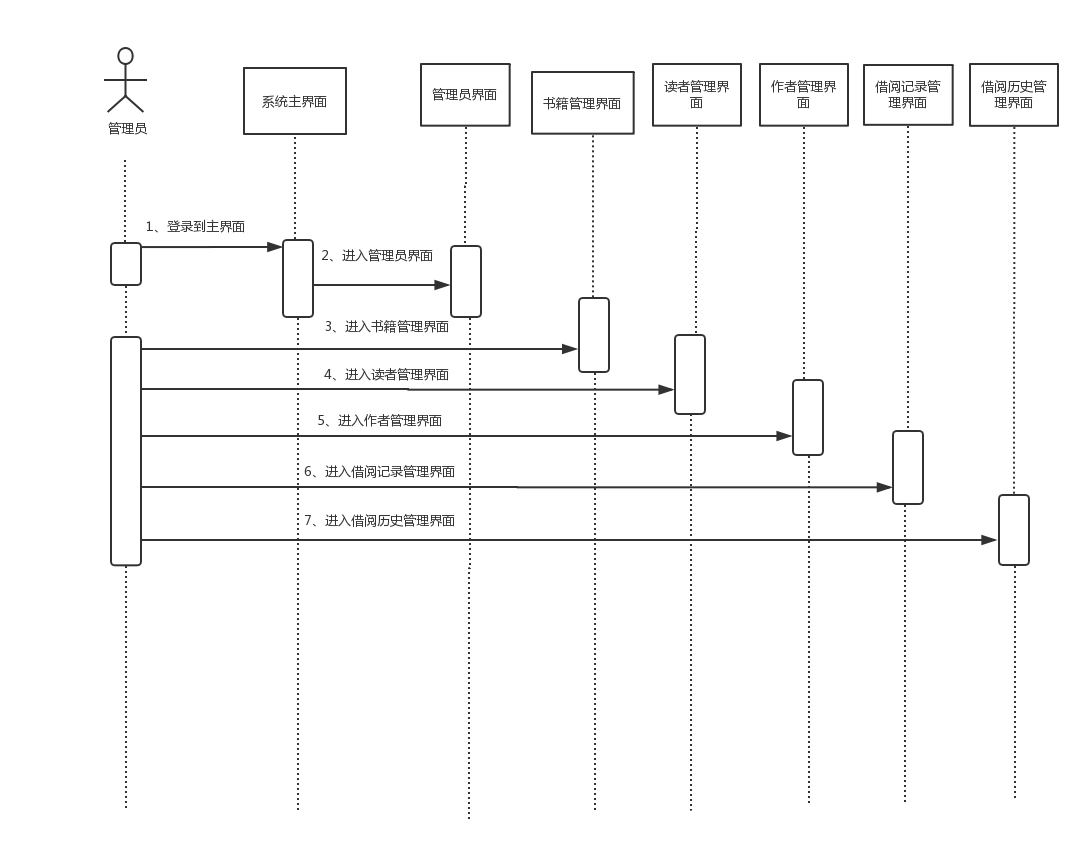 管理员
系统主界面
管理员界面
书籍管理界面
读者管理界
面
作者管理界
面
借阅记录管
理界面
借阅历史管
理界面
1、登录到主界面
2、进入管理员界面
3、进入书籍管理界面
4、进入读者管理界面
5、进入作者管理界面
6、进入借阅记录管理界面
7、进入借阅历史管理界面